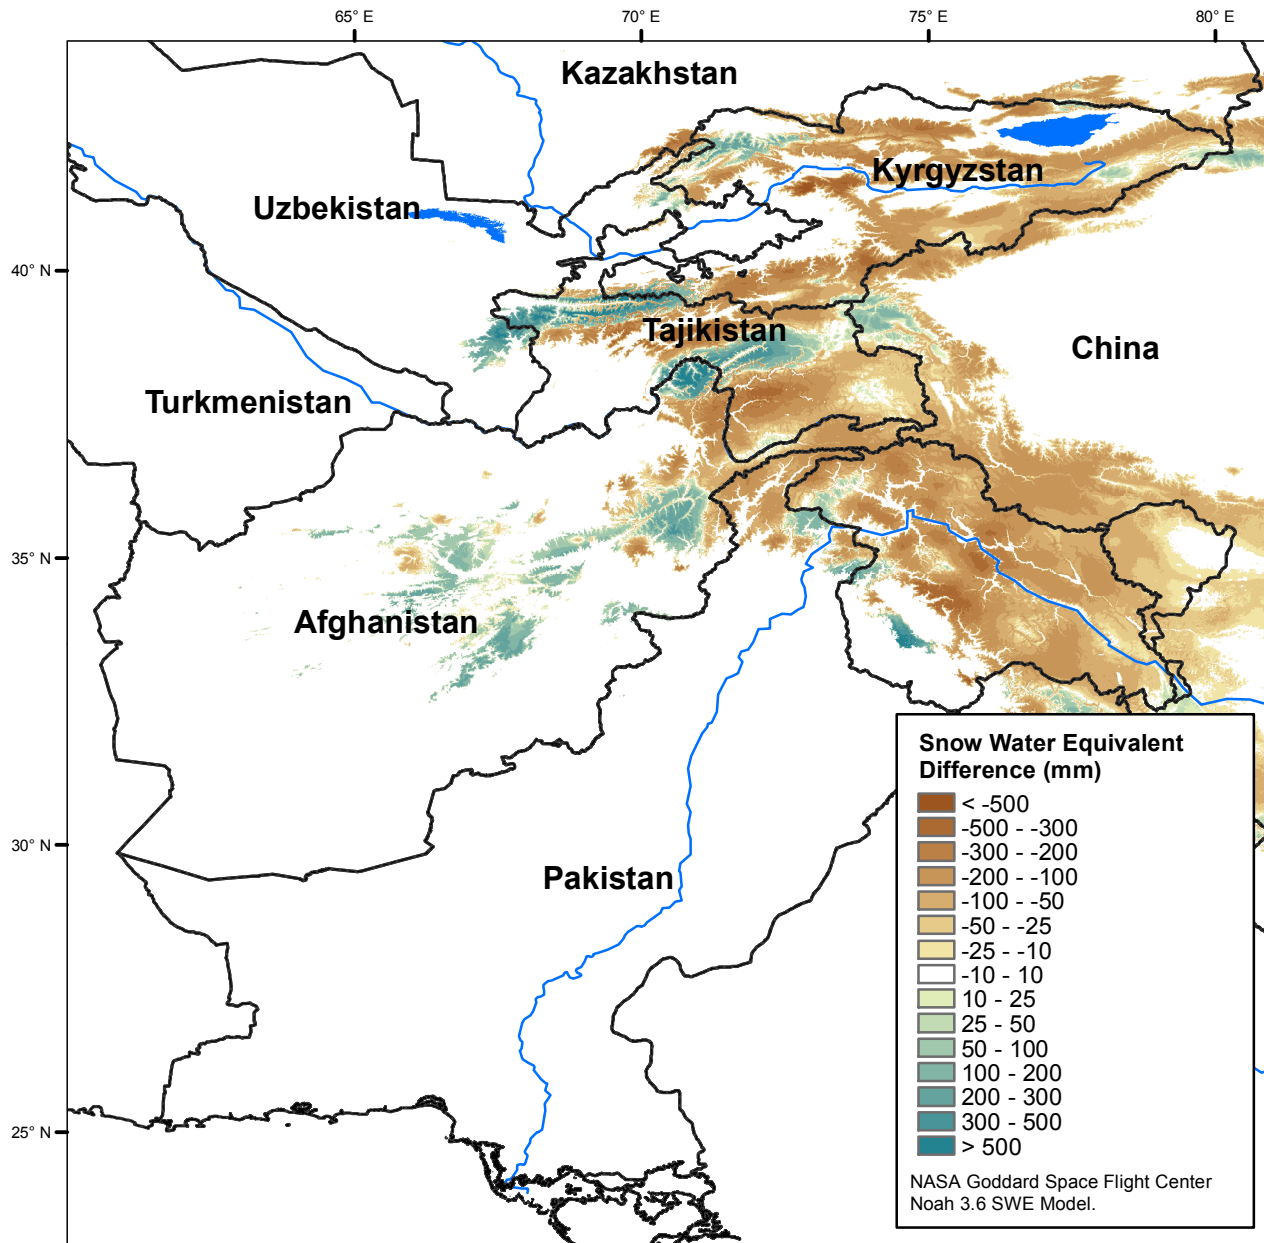 65° E
70° E
75° E
80° E
Kazakhstan
Kyrgyzstan
Uzbekistan
40° N
Tajikistan
China
Turkmenistan
35° N
Afghanistan
Snow Water Equivalent
Difference (mm)
< -500
-500 - -300
-300 - -200
-200 - -100
-100 - -50
-50 - -25
-25 - -10
-10 - 10
10 - 25
25 - 50
50 - 100
100 - 200
200 - 300
300 - 500
> 500
NASA Goddard Space Flight Center
Noah 3.6 SWE Model.
30° N
Pakistan
25° N